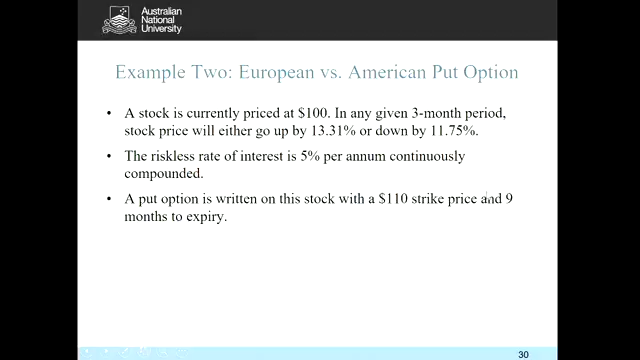 Australian
National
University
Example Two: European vs. American Put Option
• A stock is currently priced at $100. In any given 3-month period,
stock price will either go up by 13.31% or down by 11.75%.
• The riskless rate of interest is 5% per annum continuously
compounded.
• A put option is written on this stock with a $110 strike price and 9
months to expiry.
30